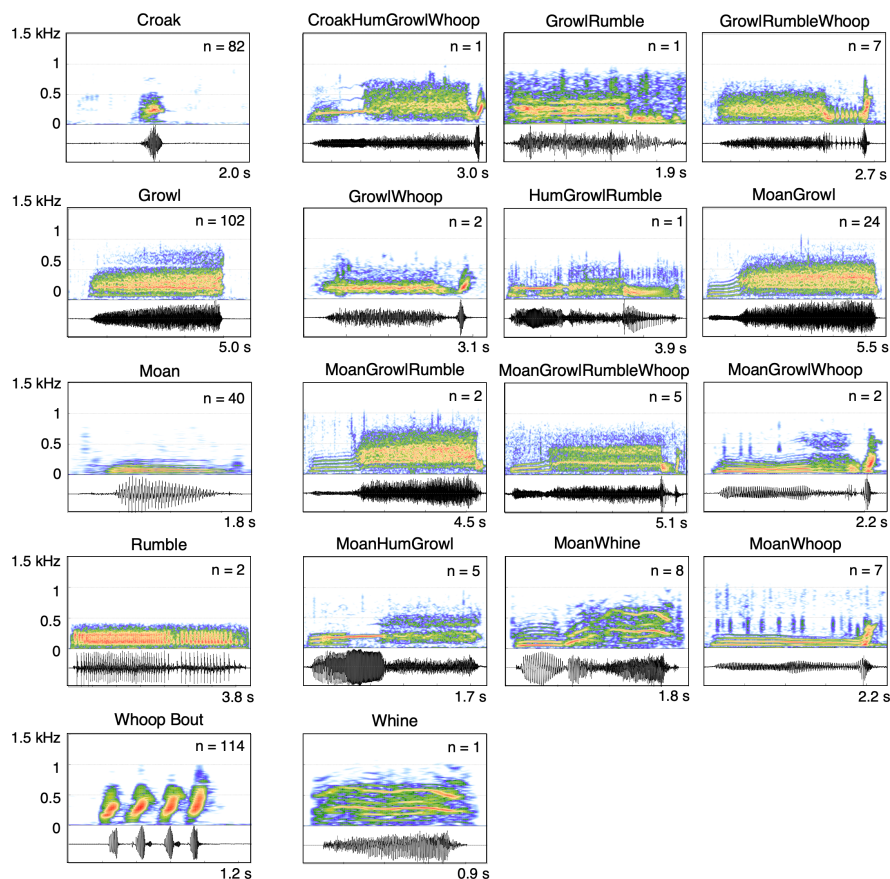 Croak CroakHumGrowlWhoop GrowlRumble GrowlRumbleWhoop
1.5 kHz n = 82 n = 1 n = 1 n = 7
1
0.5
0
2.0 s 3.0 s 1.9 s 2.7 s
Growl GrowlWhoop HumGrowlRumble MoanGrowl
1.5 kHz n = 102 n = 2 n = 1 n = 24
1
0.5
0
5.0 s 3.1 s 3.9 s 5.5 s
Moan MoanGrowlRumble MoanGrowlRumbleWhoop MoanGrowlWhoop
1.5 kHz n = 40 n = 2 n = 5 n = 2
1
0.5
0
1.8 s 4.5 s 5.1 s 2.2 s
Rumble MoanHumGrowl MoanWhine MoanWhoop
1.5 kHz n = 2 n = 5 n = 8 n = 7
1
0.5
0
3.8 s 1.7 s 1.8 s 2.2 s
Whoop Bout Whine
1.5 kHz n = 114 n = 1
1
0.5
0
1.2 s 0.9 s